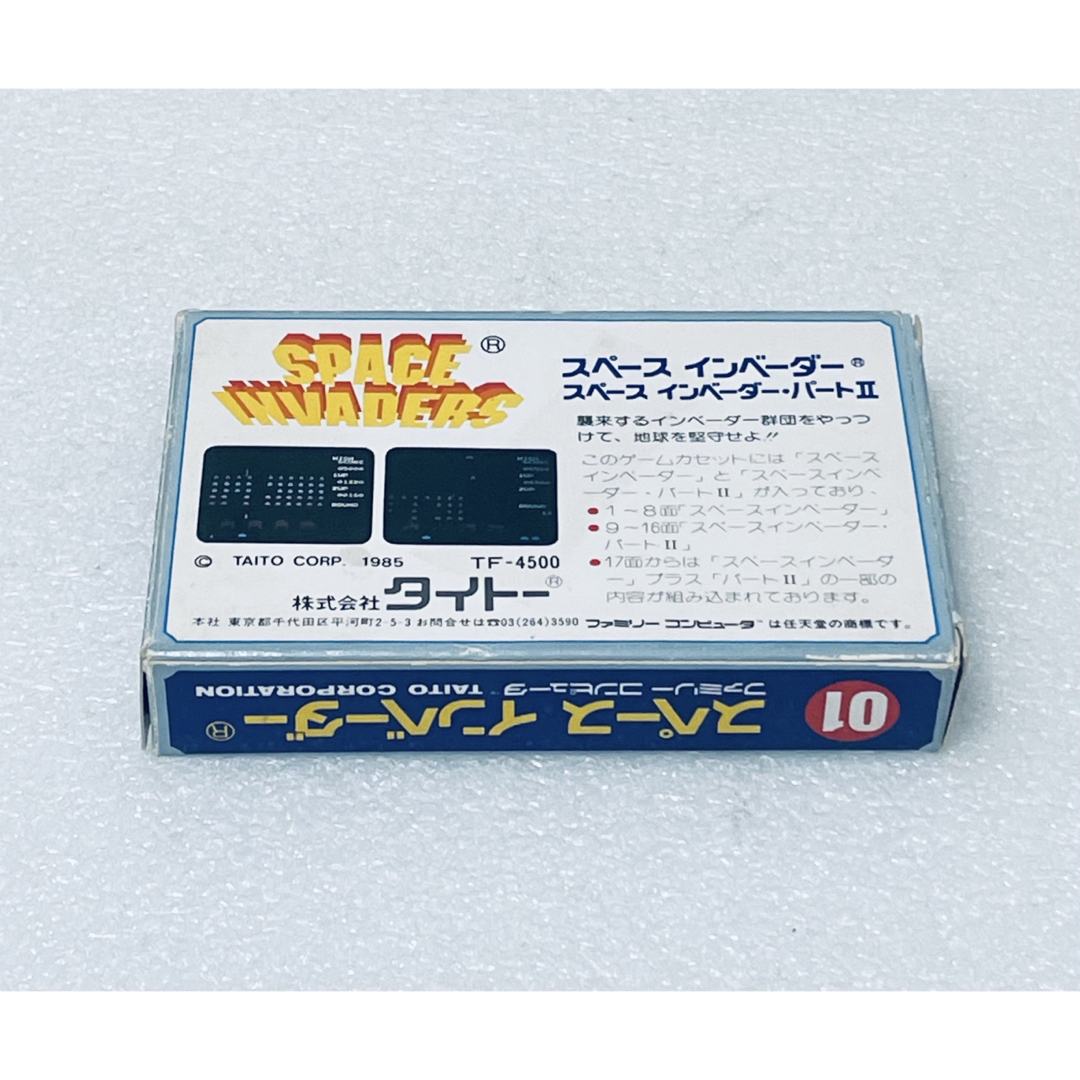 SPACE ®
INVADERS
HIGH
SCORE
1UP
2UP
ROUND
© TAITO CORP. 1985 TF-4500
株式会社 タイトー®
スペース インベーダー®
スペース インベーダー・パートⅡ
襲来するインベーダー群団をやっつ
けて、地球を堅守せよ!!
このゲームカセットには「スペース
インベーダー」と「スペースインベ
ーダー・パートⅡ」が入っており、
●1～8面「スペースインベーダー」
●9～16面「スペースインベーダー・
パートⅡ」
●17面からは「スペースインベーダ
ー」プラス「パートⅡ」の一部の
内容が組み込まれております。
本社 東京都千代田区平河町2-5-3 お問合せは☎03(264)3590 ファミリー コンピュータ™は任天堂の商標です。
01
スペース インベーダー®
ファミリー コンピュータ™ TAITO CORPORATION